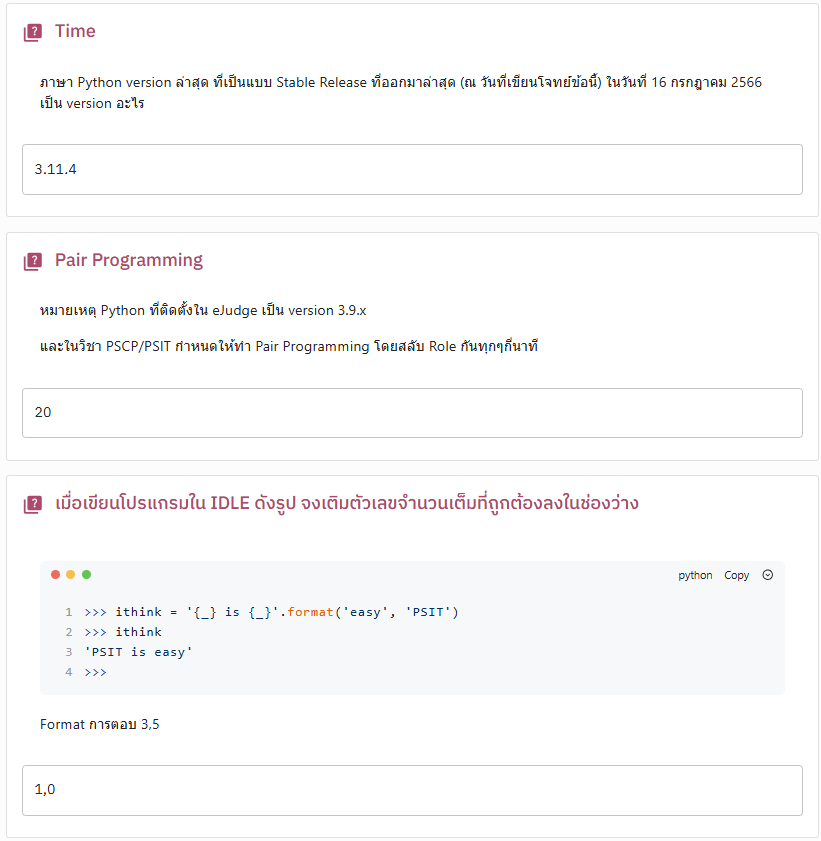 Time
ภาษา Python version ล่าสุด ที่เป็นแบบ Stable Release ที่ออกมาล่าสุด (ณ วันที่เขียนโจทย์ข้อนี้) ในวันที่ 16 กรกฎาคม 2566
เป็น version อะไร
3.11.4
Pair Programming
หมายเหตุ Python ที่ติดตั้งใน eJudge เป็น version 3.9.x
และในวิชา PSCP/PSIT กำหนดให้ทำ Pair Programming โดยสลับ Role กันทุกๆกี่นาที
20
เมื่อเขียนโปรแกรมใน IDLE ดังรูป จงเติมตัวเลขจำนวนเต็มที่ถูกต้องลงในช่องว่าง
python Copy
1 >>> ithink = '{_} is {_}'.format('easy', 'PSIT')
2 >>> ithink
3 'PSIT is easy'
4 >>>
Format การตอบ 3,5
1,0